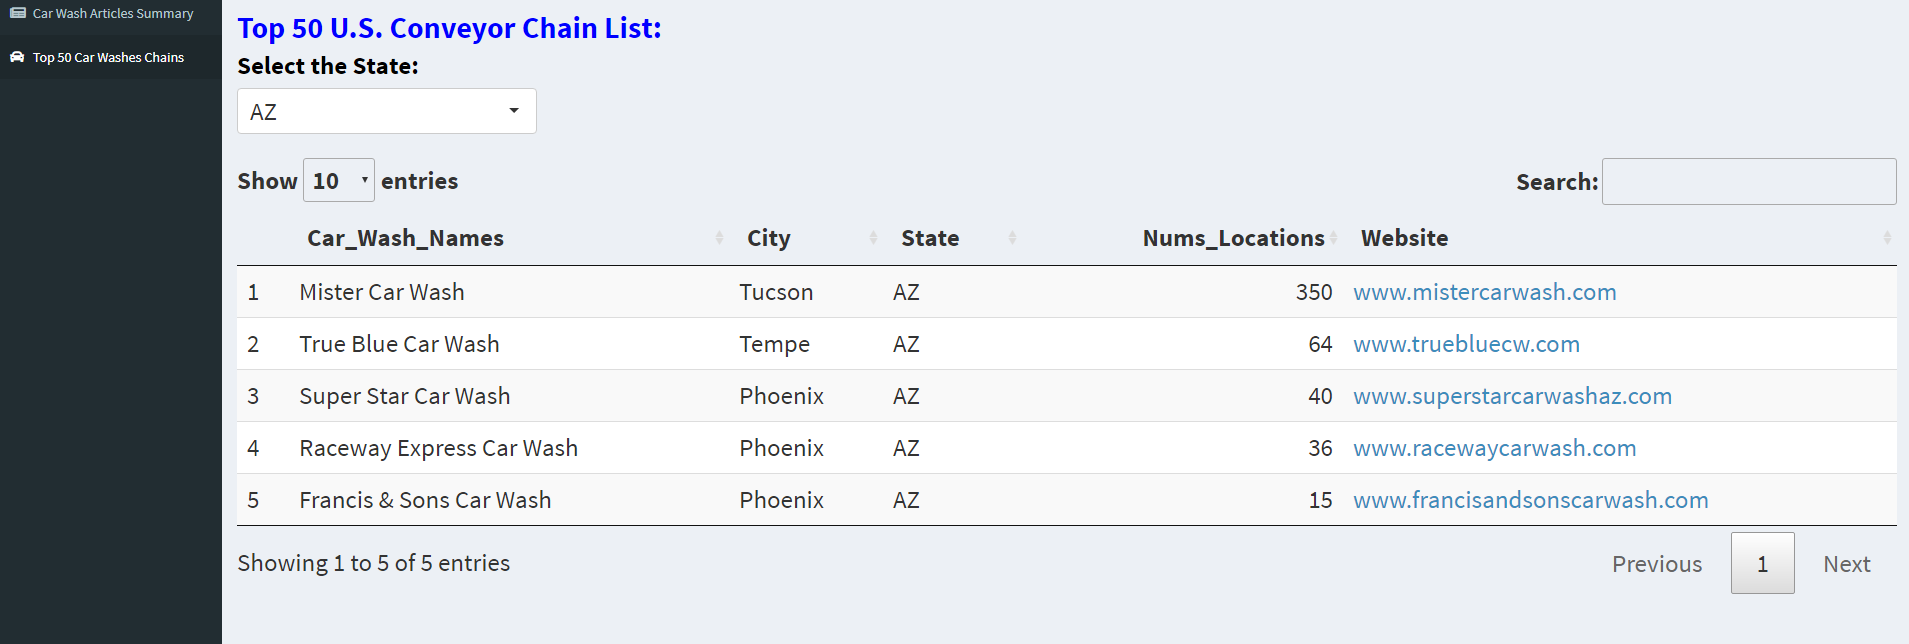 Car Wash Articles Summary
Top 50 Car Washes Chains
Top 50 U.S. Conveyor Chain List:
Select the State:
AZ
Show 10 entries
Search:
Car_Wash_Names City State Nums_Locations Website
1 Mister Car Wash Tucson AZ 350 www.mistercarwash.com
2 True Blue Car Wash Tempe AZ 64 www.truebluecw.com
3 Super Star Car Wash Phoenix AZ 40 www.superstarcarwashaz.com
4 Raceway Express Car Wash Phoenix AZ 36 www.racewaycarwash.com
5 Francis & Sons Car Wash Phoenix AZ 15 www.francisandsonscarwash.com
Showing 1 to 5 of 5 entries
Previous 1 Next